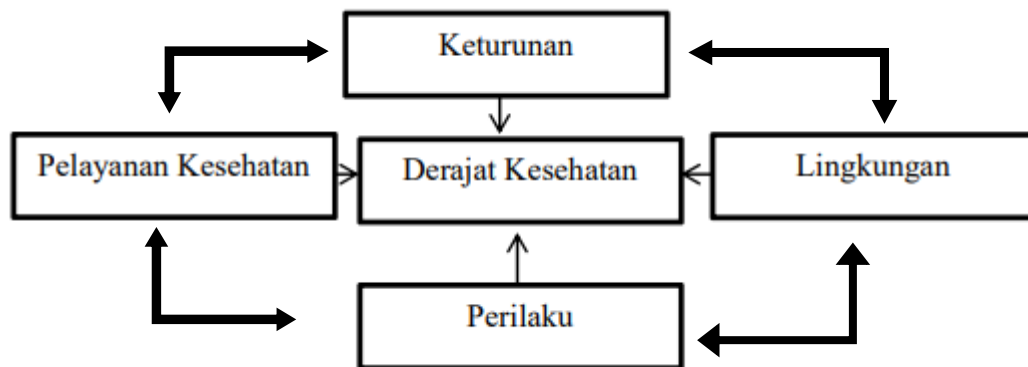 Keturunan
Pelayanan Kesehatan
Derajat Kesehatan
Lingkungan
Perilaku